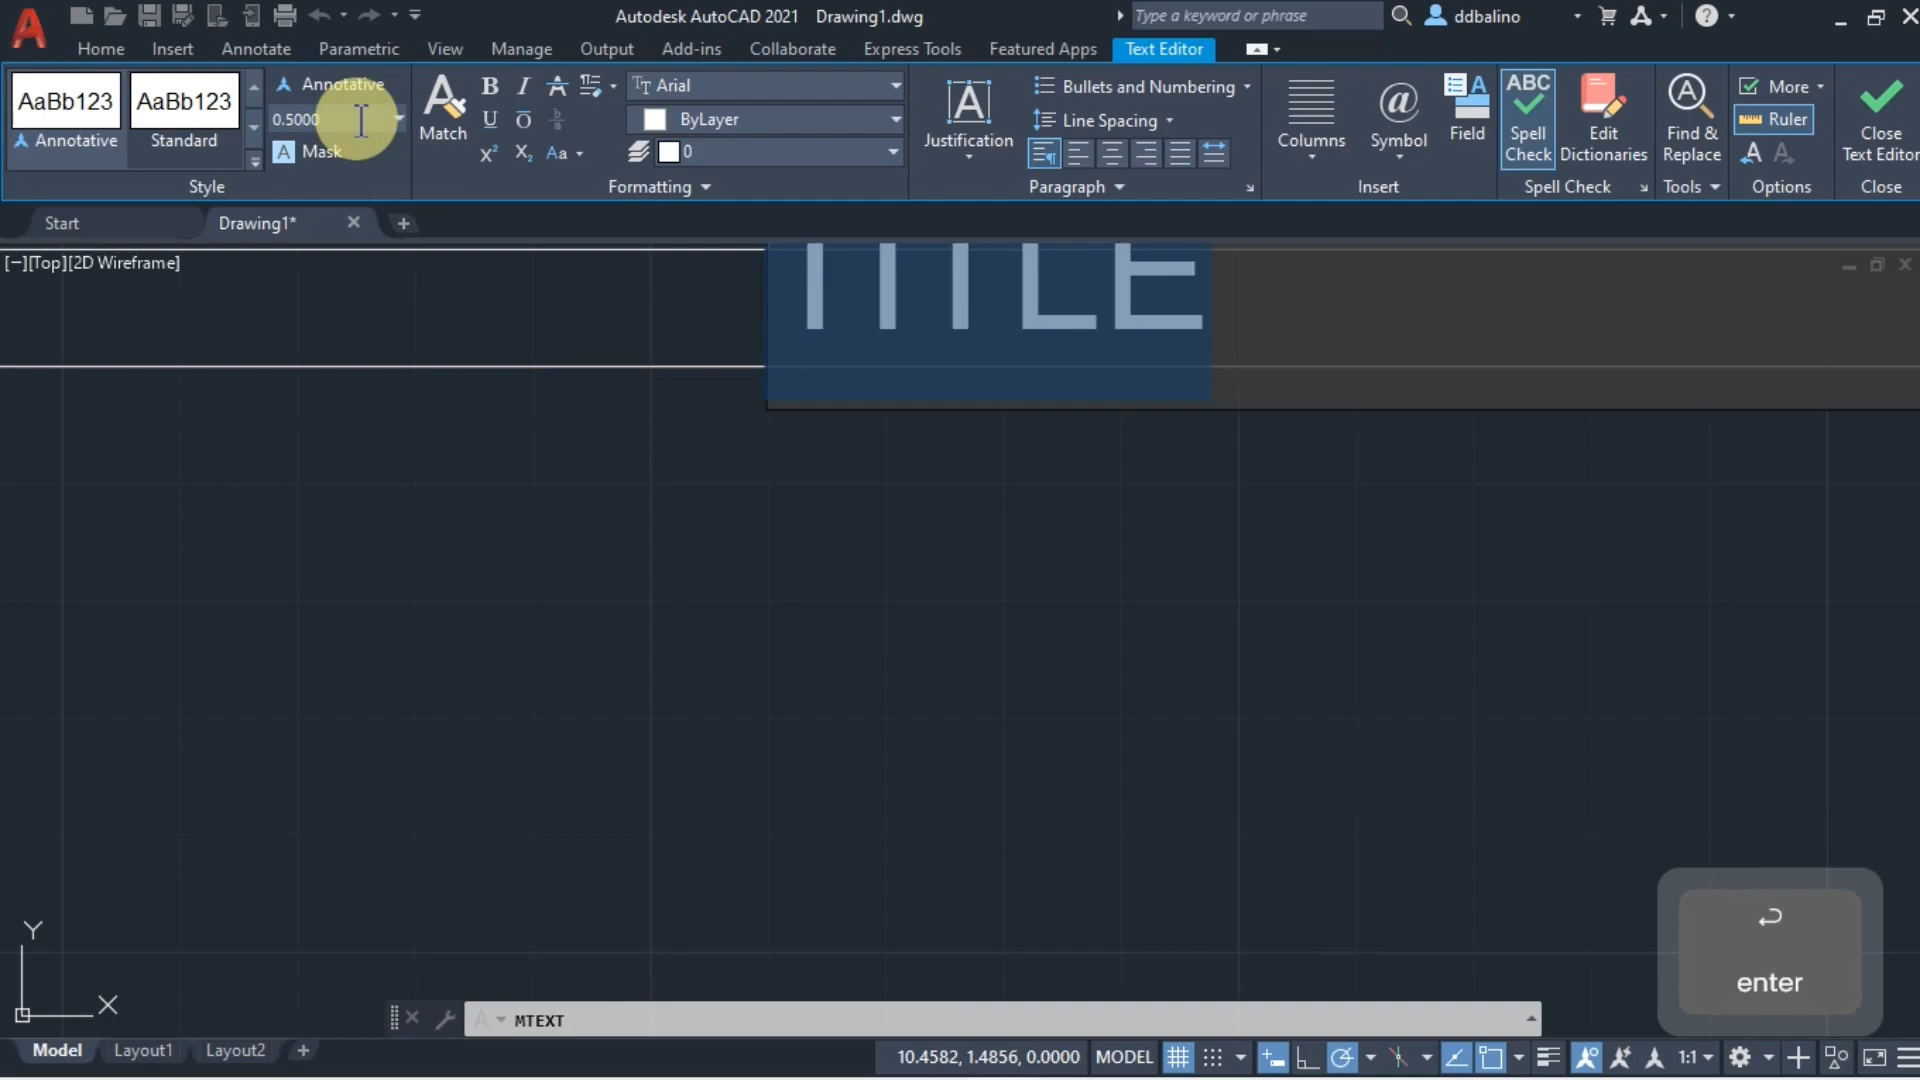 Autodesk AutoCAD 2021 Drawing1.dwg
Type a keyword or phrase
ddbalino
Home Insert Annotate Parametric View Manage Output Add-ins Collaborate Express Tools Featured Apps Text Editor
AaBb123
Annotative
AaBb123
Standard
Annotative
0.5000
A Mask
Style
Match
Arial
ByLayer
0
Formatting
Justification
Bullets and Numbering
Line Spacing
Paragraph
Columns
Symbol
Field
Insert
ABC
Spell
Check
Edit
Dictionaries
Spell Check
Find &
Replace
Tools
More
Ruler
Options
Close
Text Editor
Close
Start
Drawing1*
[−][Top][2D Wireframe]
TITLE
Y
X
enter
MTEXT
Model
Layout1
Layout2
10.4582, 1.4856, 0.0000
MODEL
1:1